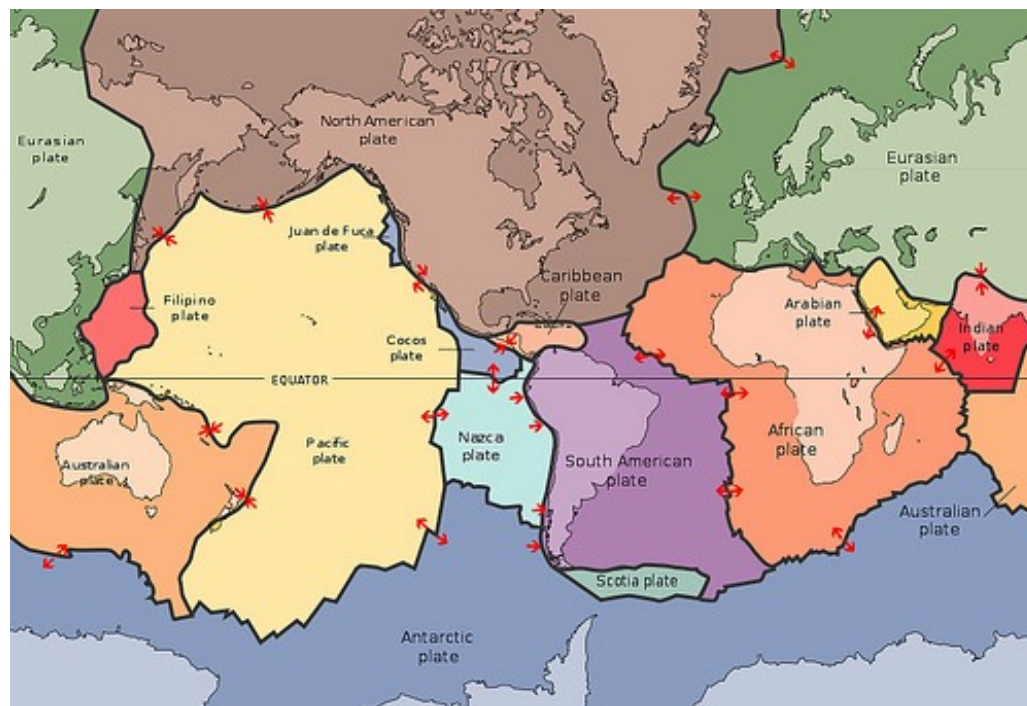 North American
plate
Eurasian
plate
Eurasian
plate
Juan de Fuca
plate
Caribbean
plate
Filipino
plate
Arabian
plate
Indian
plate
Cocos
plate
EQUATOR
Nazca
plate
Pacific
plate
African
plate
South American
plate
Australian
plate
Australian
plate
Scotia plate
Antarctic
plate